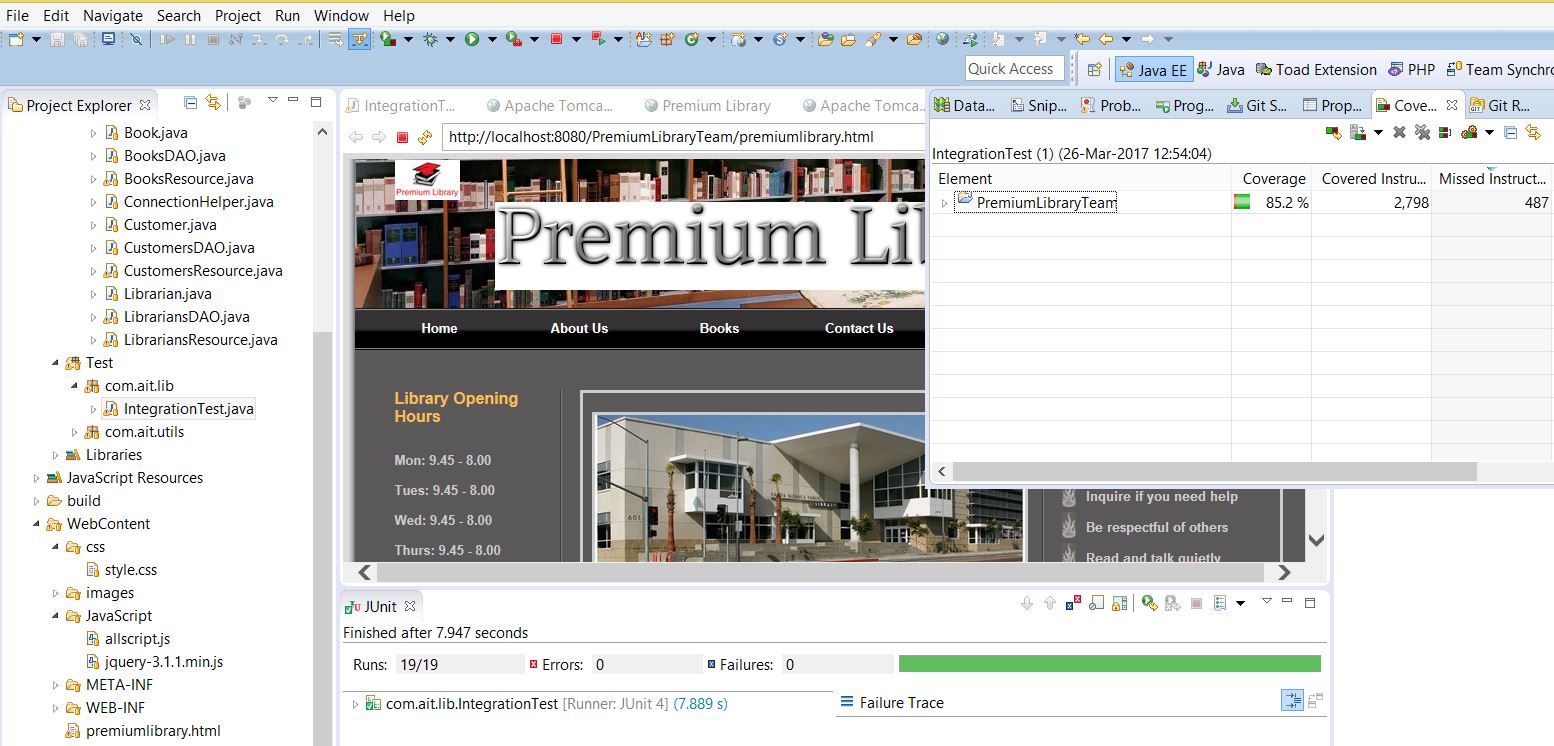 File Edit Navigate Search Project Run Window Help
Quick Access
Java EE Java Toad Extension PHP Team Synchro
Project Explorer
Book.java
BooksDAO.java
BooksResource.java
ConnectionHelper.java
Customer.java
CustomersDAO.java
CustomersResource.java
Librarian.java
LibrariansDAO.java
LibrariansResource.java
Test
com.ait.lib
IntegrationTest.java
com.ait.utils
Libraries
JavaScript Resources
build
WebContent
css
style.css
images
JavaScript
allscript.js
jquery-3.1.1.min.js
META-INF
WEB-INF
premiumlibrary.html
IntegrationT... Apache Tomca... Premium Library Apache Tomca...
http://localhost:8080/PremiumLibraryTeam/premiumlibrary.html
Premium Library
Premium Li
Home About Us Books Contact Us
Library Opening
Hours
Mon: 9.45 - 8.00
Tues: 9.45 - 8.00
Wed: 9.45 - 8.00
Thurs: 9.45 - 8.00
SANTA MONICA PUBLIC LIBRARY
601
Inquire if you need help
Be respectful of others
Read and talk quietly
Data... Snip... Prob... Prog... Git S... Prop... Cove... Git R...
IntegrationTest (1) (26-Mar-2017 12:54:04)
Element Coverage Covered Instru... Missed Instruct...
PremiumLibraryTeam 85.2 % 2,798 487
JUnit
Finished after 7.947 seconds
Runs: 19/19 Errors: 0 Failures: 0
com.ait.lib.IntegrationTest [Runner: JUnit 4] (7.889 s)
Failure Trace